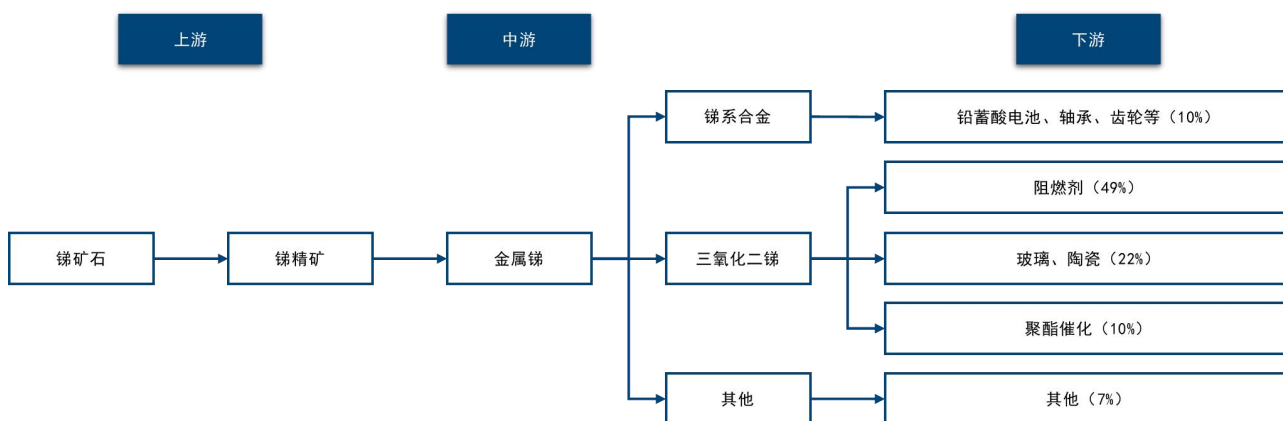 上游
中游
下游
锑系合金
铅蓄酸电池、轴承、齿轮等（10%）
阻燃剂（49%）
锑矿石
锑精矿
金属锑
三氧化二锑
玻璃、陶瓷（22%）
聚酯催化（10%）
其他
其他（7%）